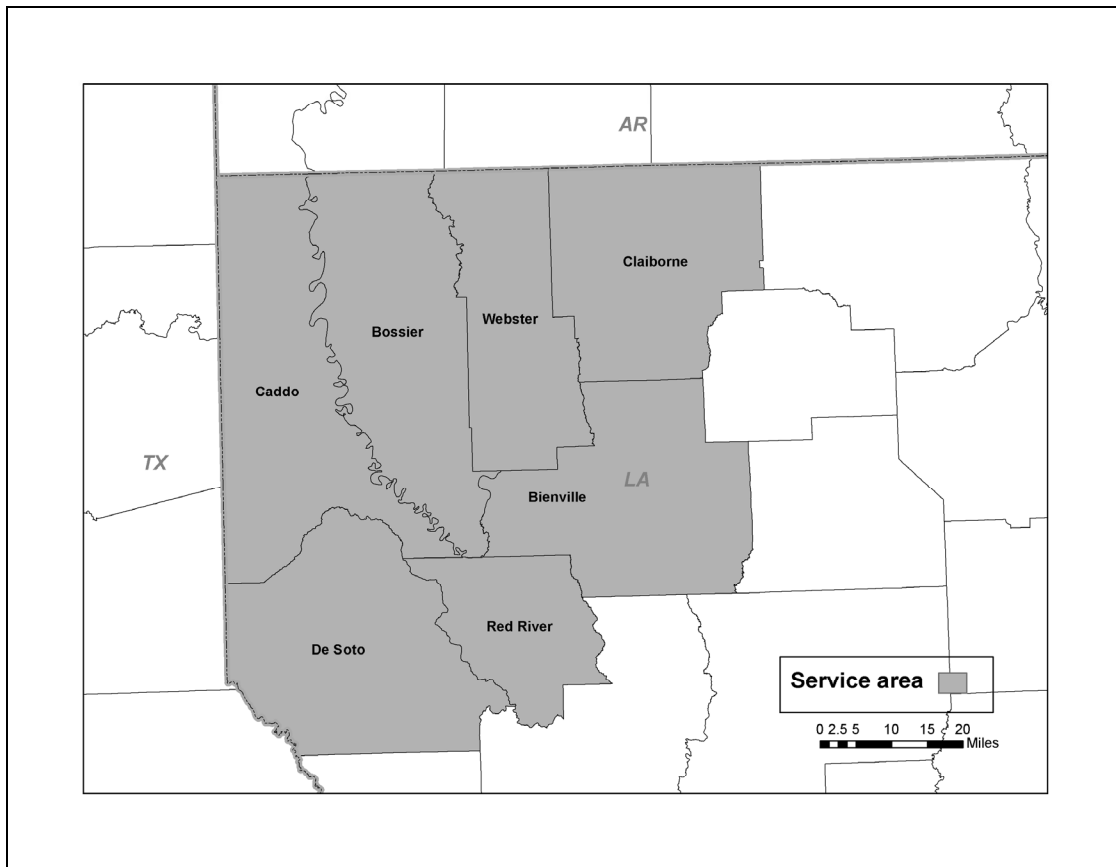 AR
Claiborne
Webster
Bossier
Caddo
TX
LA
Bienville
Red River
De Soto
Service area
0 2.5 5 10 15 20
Miles